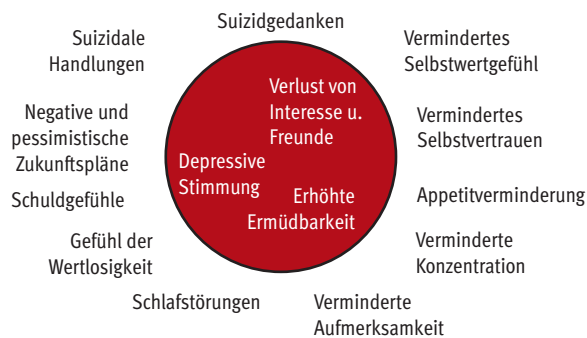 Suizidgedanken
Suizidale
Handlungen
Vermindertes
Selbstwertgefühl
Verlust von
Interesse u.
Freunde
Negative und
pessimistische
Zukunftspläne
Vermindertes
Selbstvertrauen
Depressive
Stimmung
Schuldgefühle
Erhöhte
Ermüdbarkeit
Appetitverminderung
Gefühl der
Wertlosigkeit
Verminderte
Konzentration
Schlafstörungen
Verminderte
Aufmerksamkeit